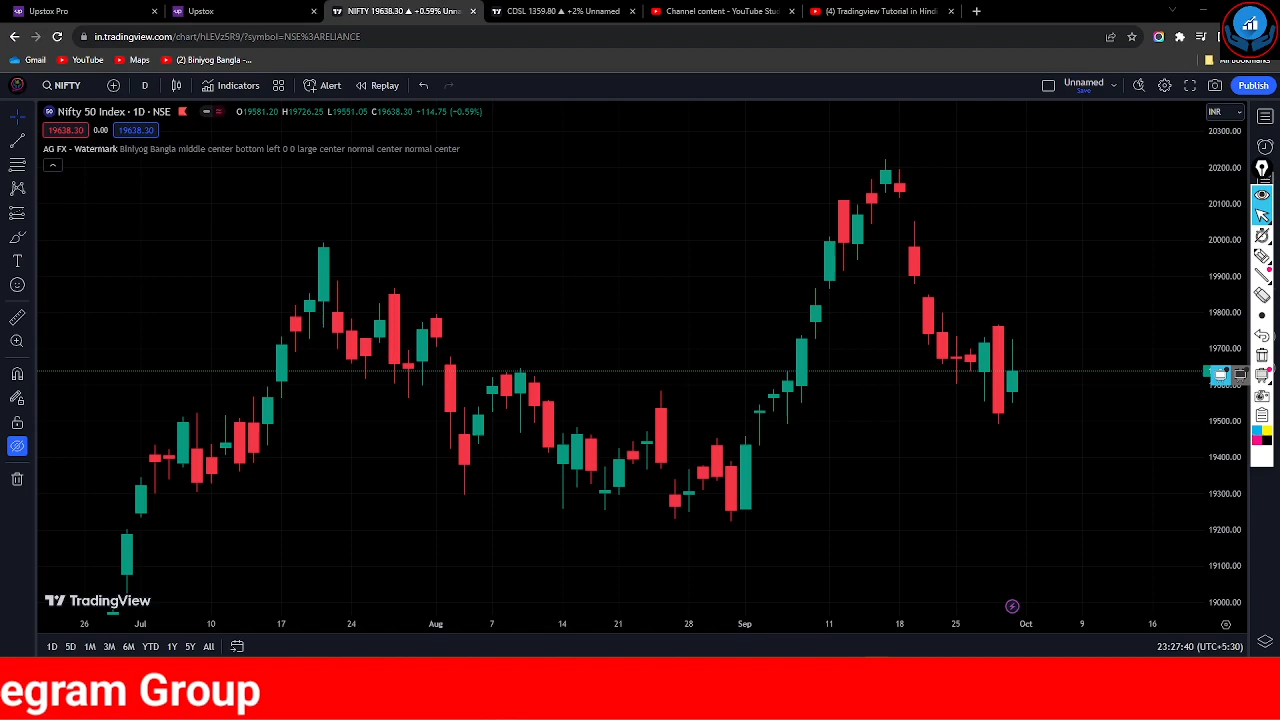 Upstox Pro
Upstox
NIFTY 19638.30 ▲ +0.59% Unna
CDSL 1359.80 ▲ +2% Unnamed
Channel content - YouTube Stud
(4) Tradingview Tutorial in Hindi
in.tradingview.com/chart/hLEVz5R9/?symbol=NSE%3ARELIANCE
Gmail
YouTube
Maps
(2) Biniyog Bangla -...
All Bookmarks
NIFTY
D
Indicators
Alert
Replay
Unnamed
Save
Publish
Nifty 50 Index · 1D · NSE
O19581.20 H19726.25 L19551.05 C19638.30 +114.75 (+0.59%)
INR
19638.30 0.00 19638.30
AG FX - Watermark Biniyog Bangla middle center bottom left 0 0 large center normal center normal center
20300.00
20200.00
20100.00
20000.00
19900.00
19800.00
19700.00
19600.00
19500.00
19400.00
19300.00
19200.00
19100.00
19000.00
TradingView
26 Jul 10 17 24 Aug 7 14 21 28 Sep 11 18 25 Oct 9 16
1D 5D 1M 3M 6M YTD 1Y 5Y All
23:27:40 (UTC+5:30)
egram Group